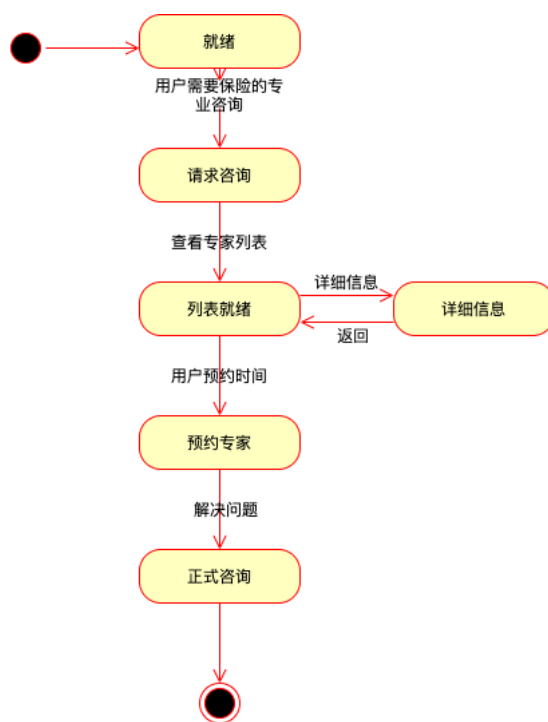 就绪
用户需要保险的专
业咨询
请求咨询
查看专家列表
详细信息
列表就绪
详细信息
返回
用户预约时间
预约专家
解决问题
正式咨询